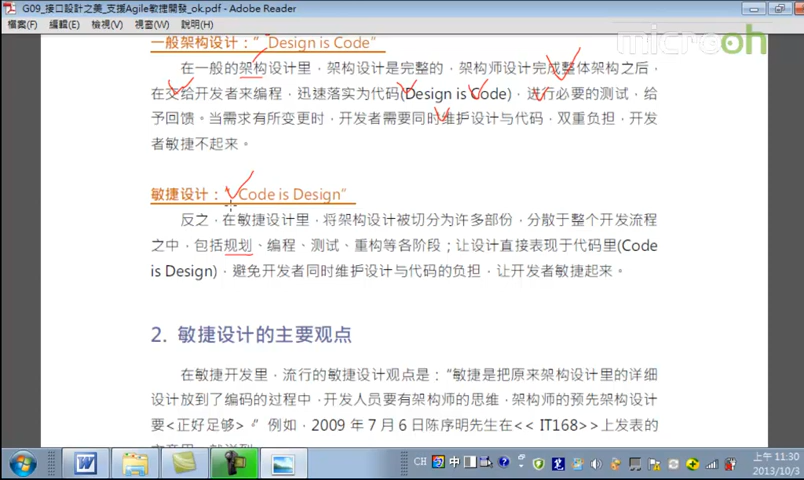 G09_接口設計之美_支援Agile敏捷開發_ok.pdf - Adobe Reader
檔案(F) 編輯(E) 檢視(V) 視窗(W) 說明(H)
microoh
一般架构设计：“Design is Code”
在一般的架构设计里，架构设计是完整的，架构师设计完成整体架构之后，
在交给开发者来编程，迅速落实为代码(Design is Code)，进行必要的测试，给
予回馈。当需求有所变更时，开发者需要同时维护设计与代码，双重负担，开发
者敏捷不起来。
敏捷设计：“Code is Design”
反之，在敏捷设计里，将架构设计被切分为许多部份，分散于整个开发流程
之中，包括规划、编程、测试、重构等各阶段；让设计直接表现于代码里(Code
is Design)，避免开发者同时维护设计与代码的负担，让开发者敏捷起来。
2. 敏捷设计的主要观点
在敏捷开发里，流行的敏捷设计观点是：“敏捷是把原来架构设计里的详细
设计放到了编码的过程中，开发人员要有架构师的思维，架构师的预先架构设计
要<正好足够>。”例如，2009 年 7 月 6 日陈序明先生在<< IT168>>上发表的
CH 中
上午 11:30
2013/10/3